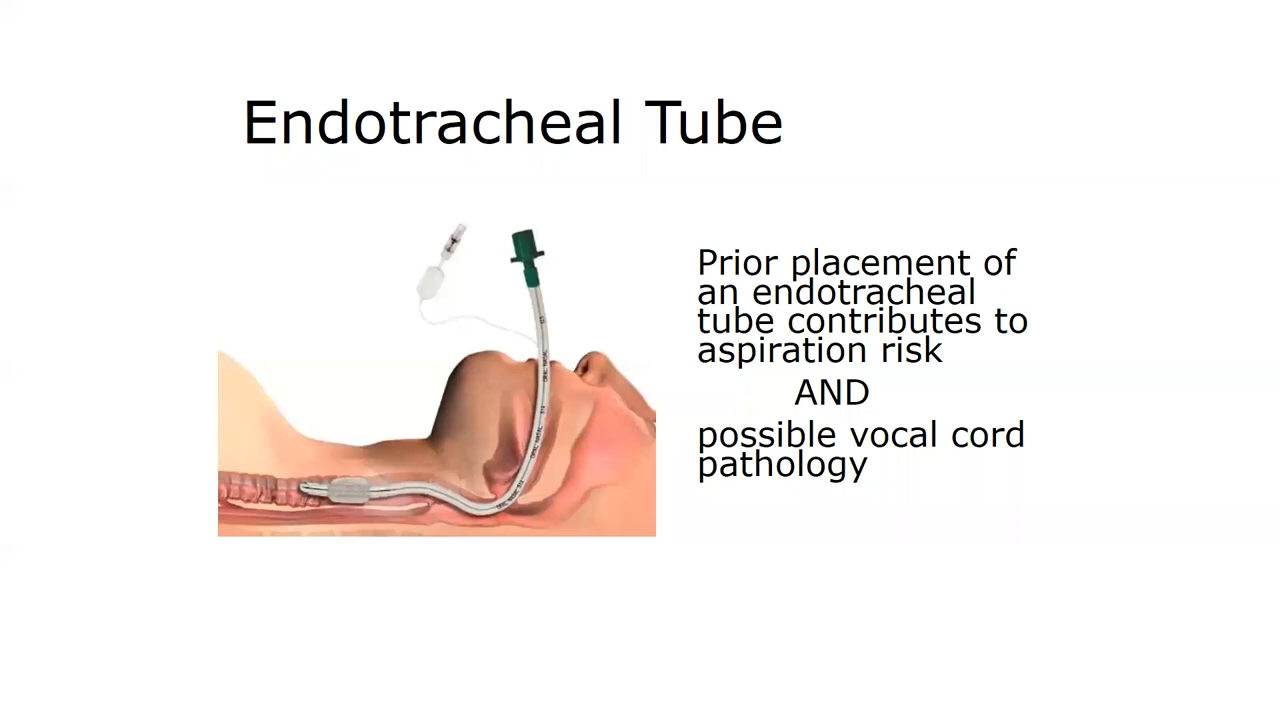 Endotracheal Tube
Prior placement of
an endotracheal
tube contributes to
aspiration risk
AND
possible vocal cord
pathology